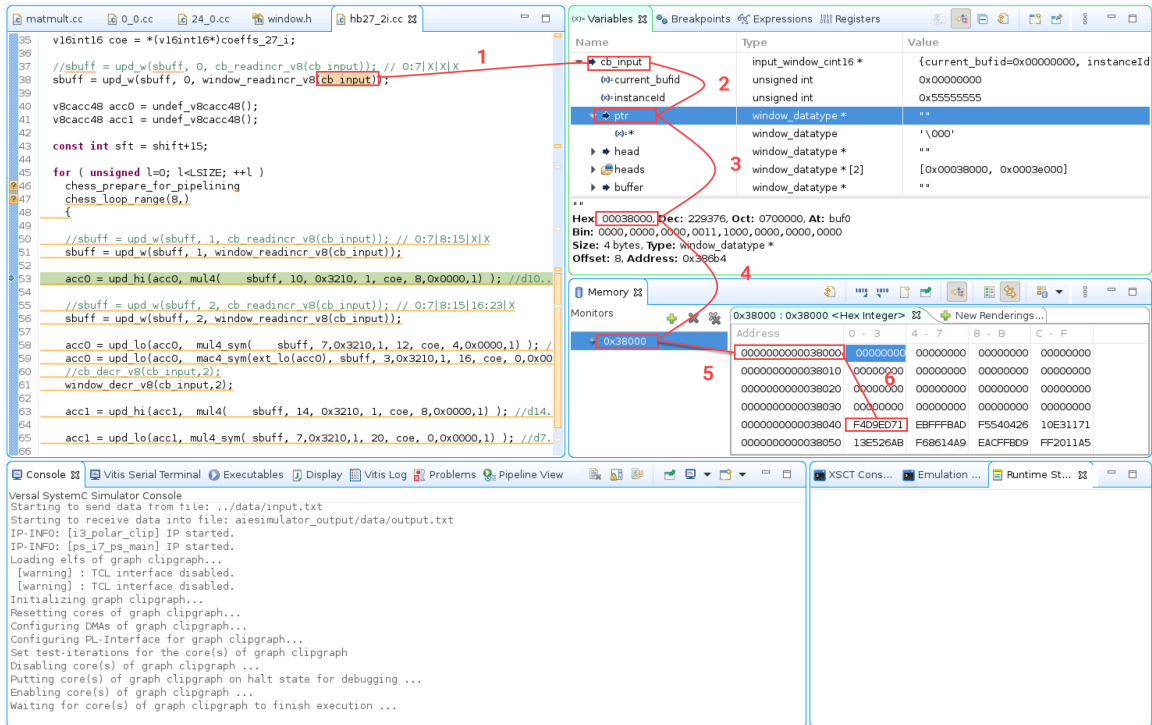 matmult.cc 0_0.cc 24_0.cc window.h hb27_2i.cc
35 v16int16 coe = *(v16int16*)coeffs_27_i;
36
37 //sbuff = upd_w(sbuff, 0, cb_readincr_v8(cb_input)); // 0:7|X|X|X
38 sbuff = upd_w(sbuff, 0, window_readincr_v8(cb_input));
39
40 v8cacc48 acc0 = undef_v8cacc48();
41 v8cacc48 acc1 = undef_v8cacc48();
42
43 const int sft = shift+15;
44
45 for ( unsigned l=0; l<LSIZE; ++l )
46 chess_prepare_for_pipelining
47 chess_loop_range(8,)
48 {
49
50 //sbuff = upd_w(sbuff, 1, cb_readincr_v8(cb_input)); // 0:7|8:15|X|X
51 sbuff = upd_w(sbuff, 1, window_readincr_v8(cb_input));
52
53 acc0 = upd_hi(acc0, mul4( sbuff, 10, 0x3210, 1, coe, 8,0x0000,1) ); //d10..
54
55 //sbuff = upd_w(sbuff, 2, cb_readincr_v8(cb_input)); // 0:7|8:15|16:23|X
56 sbuff = upd_w(sbuff, 2, window_readincr_v8(cb_input));
57
58 acc0 = upd_lo(acc0, mul4_sym( sbuff, 7,0x3210,1, 12, coe, 4,0x0000,1) ); /
59 acc0 = upd_lo(acc0, mac4_sym(ext_lo(acc0), sbuff, 3,0x3210,1, 16, coe, 0,0x00
60 //cb_decr_v8(cb_input,2);
61 window_decr_v8(cb_input,2);
62
63 acc1 = upd_hi(acc1, mul4( sbuff, 14, 0x3210, 1, coe, 8,0x0000,1) ); //d14.
64
65 acc1 = upd_lo(acc1, mul4_sym( sbuff, 7,0x3210,1, 20, coe, 0,0x0000,1) ); //d7.
66
1
2
3
4
5
6
(x)= Variables Breakpoints Expressions Registers
Name Type Value
cb_input input_window_cint16 * {current_bufid=0x00000000, instanceId
(x)= current_bufid unsigned int 0x00000000
(x)= instanceId unsigned int 0x55555555
ptr window_datatype * ""
(x)= * window_datatype '\000'
head window_datatype * ""
heads window_datatype * [2] [0x00038000, 0x0003e000]
buffer window_datatype * ""
""
Hex: 00038000, Dec: 229376, Oct: 0700000, At: buf0
Bin: 0000,0000,0000,0011,1000,0000,0000,0000
Size: 4 bytes, Type: window_datatype *
Offset: 8, Address: 0x386b4
Memory
Monitors
0x38000
0x38000 : 0x38000 <Hex Integer> New Renderings...
Address 0 - 3 4 - 7 8 - B C - F
0000000000038000 00000000 00000000 00000000 00000000
0000000000038010 00000000 00000000 00000000 00000000
0000000000038020 00000000 00000000 00000000 00000000
0000000000038030 00000000 00000000 00000000 00000000
0000000000038040 F4D9ED71 EBFFFBAD F5540426 10E31171
0000000000038050 13E526AB F68614A9 EACFFBD9 FF2011A5
Console Vitis Serial Terminal Executables Display Vitis Log Problems Pipeline View
Versal SystemC Simulator Console
Starting to send data from file: ../data/input.txt
Starting to receive data into file: aiesimulator_output/data/output.txt
IP-INFO: [i3_polar_clip] IP started.
IP-INFO: [ps_i7_ps_main] IP started.
Loading elfs of graph clipgraph...
[warning] : TCL interface disabled.
[warning] : TCL interface disabled.
Initializing graph clipgraph...
Resetting cores of graph clipgraph...
Configuring DMAs of graph clipgraph...
Configuring PL-Interface for graph clipgraph...
Set test-iterations for the core(s) of graph clipgraph
Disabling core(s) of graph clipgraph ...
Putting core(s) of graph clipgraph on halt state for debugging ...
Enabling core(s) of graph clipgraph ...
Waiting for core(s) of graph clipgraph to finish execution ...
XSCT Cons... Emulation ... Runtime St...